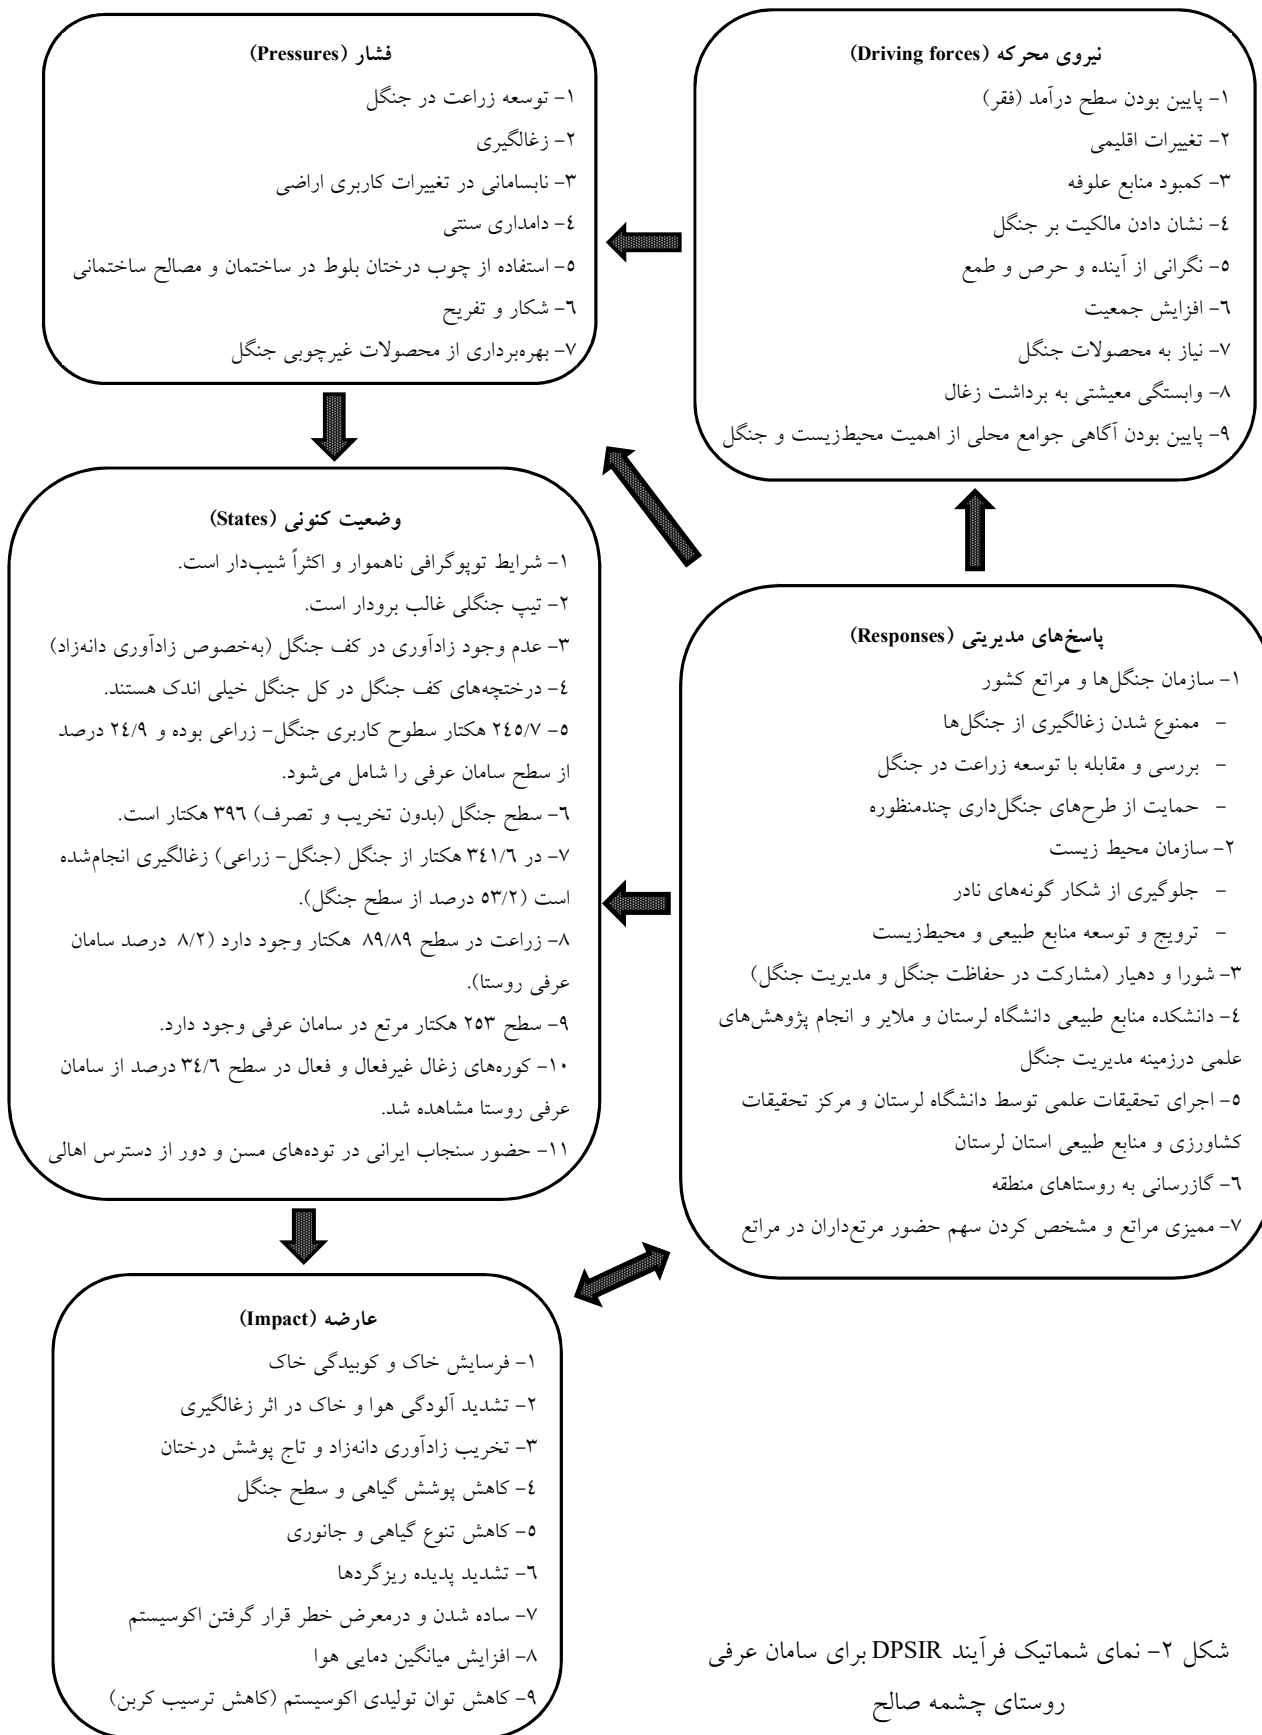 نیروی محرکه (Driving forces)
۱- پایین بودن سطح درآمد (فقر)
۲- تغییرات اقلیمی
۳- کمبود منابع علوفه
٤- نشان دادن مالکیت بر جنگل
٥- نگرانی از آینده و حرص و طمع
٦- افزایش جمعیت
۷- نیاز به محصولات جنگل
۸- وابستگی معیشتی به برداشت زغال
۹- پایین بودن آگاهی جوامع محلی از اهمیت محیط‌زیست و جنگل
فشار (Pressures)
۱- توسعه زراعت در جنگل
۲- زغالگیری
۳- نابسامانی در تغییرات کاربری اراضی
٤- دامداری سنتی
٥- استفاده از چوب درختان بلوط در ساختمان و مصالح ساختمانی
٦- شکار و تفریح
۷- بهره‌برداری از محصولات غیرچوبی جنگل
وضعیت کنونی (States)
۱- شرایط توپوگرافی ناهموار و اکثراً شیب‌دار است.
۲- تیپ جنگلی غالب برودار است.
۳- عدم وجود زادآوری در کف جنگل (به‌خصوص زادآوری دانه‌زاد)
٤- درختچه‌های کف جنگل در کل جنگل خیلی اندک هستند.
٥- ۲٤٥/۷ هکتار سطوح کاربری جنگل- زراعی بوده و ۲٤/۹ درصد
از سطح سامان عرفی را شامل می‌شود.
٦- سطح جنگل (بدون تخریب و تصرف) ۳۹٦ هکتار است.
۷- در ۳٤۱/٦ هکتار از جنگل (جنگل- زراعی) زغالگیری انجام‌شده
است (٥۳/۲ درصد از سطح جنگل).
۸- زراعت در سطح ۸۹/۸۹ هکتار وجود دارد (۸/۲ درصد سامان
عرفی روستا).
۹- سطح ۲٥۳ هکتار مرتع در سامان عرفی وجود دارد.
۱۰- کوره‌های زغال غیرفعال و فعال در سطح ۳٤/٦ درصد از سامان
عرفی روستا مشاهده شد.
۱۱- حضور سنجاب ایرانی در توده‌های مسن و دور از دسترس اهالی
پاسخ‌های مدیریتی (Responses)
۱- سازمان جنگل‌ها و مراتع کشور
- ممنوع شدن زغالگیری از جنگل‌ها
- بررسی و مقابله با توسعه زراعت در جنگل
- حمایت از طرح‌های جنگل‌داری چندمنظوره
۲- سازمان محیط زیست
- جلوگیری از شکار گونه‌های نادر
- ترویج و توسعه منابع طبیعی و محیط‌زیست
۳- شورا و دهیار (مشارکت در حفاظت جنگل و مدیریت جنگل)
٤- دانشکده منابع طبیعی دانشگاه لرستان و ملایر و انجام پژوهش‌های
علمی درزمینه مدیریت جنگل
٥- اجرای تحقیقات علمی توسط دانشگاه لرستان و مرکز تحقیقات
کشاورزی و منابع طبیعی استان لرستان
٦- گازرسانی به روستاهای منطقه
۷- ممیزی مراتع و مشخص کردن سهم حضور مرتع‌داران در مراتع
عارضه (Impact)
۱- فرسایش خاک و کوبیدگی خاک
۲- تشدید آلودگی هوا و خاک در اثر زغالگیری
۳- تخریب زادآوری دانه‌زاد و تاج پوشش درختان
٤- کاهش پوشش گیاهی و سطح جنگل
٥- کاهش تنوع گیاهی و جانوری
٦- تشدید پدیده ریزگردها
۷- ساده شدن و درمعرض خطر قرار گرفتن اکوسیستم
۸- افزایش میانگین دمایی هوا
۹- کاهش توان تولیدی اکوسیستم (کاهش ترسیب کربن)
شکل ۲- نمای شماتیک فرآیند DPSIR برای سامان عرفی
روستای چشمه صالح